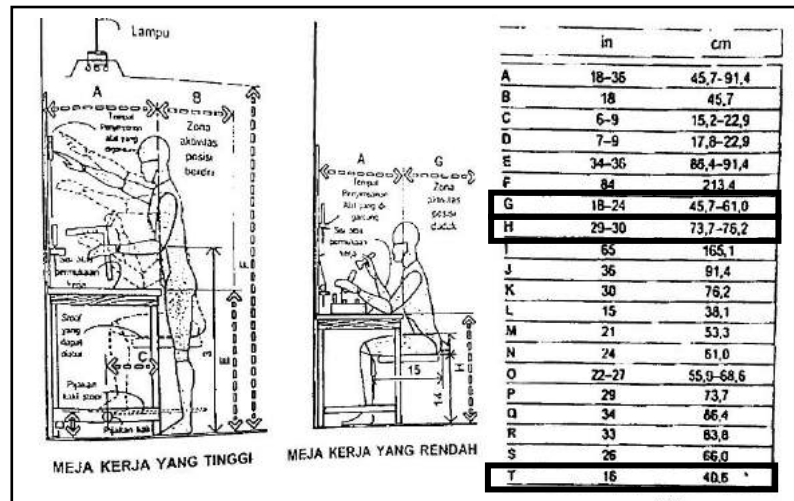 Lampu
A
B
Tempat
Penyimpanan
alat yang
digantung
Zona
aktivitas
posisi
berdiri
Sisi atau
permukaan
kerja
Stool
yang
dapat
diatur
C
Pijakan
kaki stool
Pijakan kaki
F
E
MEJA KERJA YANG TINGGI
A
G
Tempat
Penyimpanan
Alat yang di
gantung
Zona
aktivitas
posisi
duduk
Sisi atau
permukaan
kerja
15
14
H
MEJA KERJA YANG RENDAH
in cm
A 18–36 45,7-91,4
B 18 45,7
C 6–9 15,2–22,9
D 7–9 17,8–22,9
E 34–36 86,4–91,4
F 84 213,4
G 18–24 45,7–61,0
H 29–30 73,7–76,2
I 65 165,1
J 36 91,4
K 30 76,2
L 15 38,1
M 21 53,3
N 24 61,0
O 22–27 55,9–68,6
P 29 73,7
Q 34 86,4
R 33 83,8
S 26 66,0
T 16 40,6